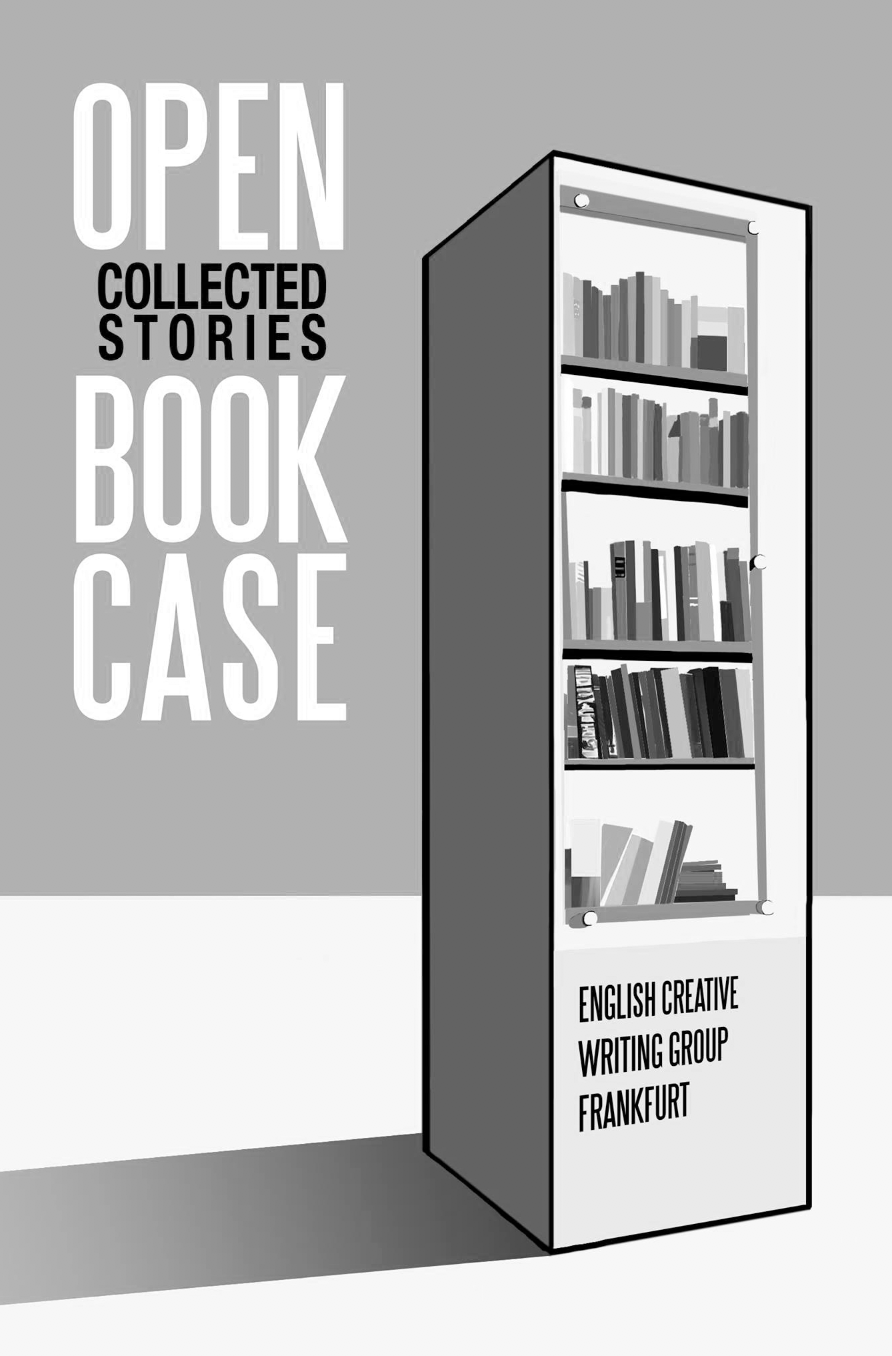 OPEN
COLLECTED
STORIES
BOOK
CASE
ENGLISH CREATIVE
WRITING GROUP
FRANKFURT